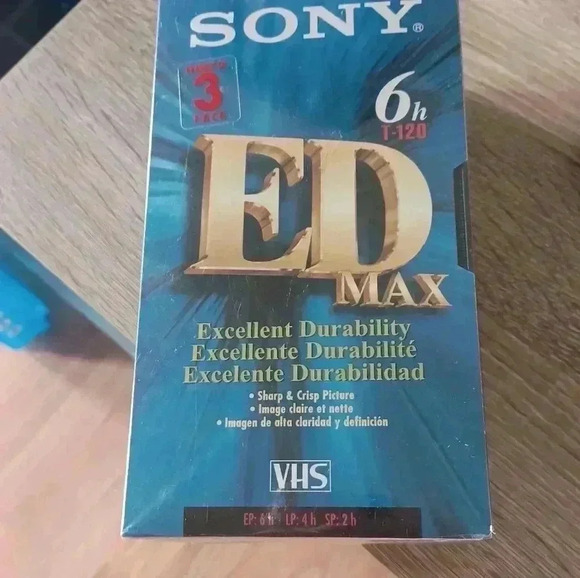 SONY®
3
PACK
6h
T-120
ED
MAX
Excellent Durability
Excellente Durabilité
Excelente Durabilidad
• Sharp & Crisp Picture
• Image claire et nette
• Imagen de alta claridad y definición
VHS
EP: 6 h LP: 4 h SP: 2 h